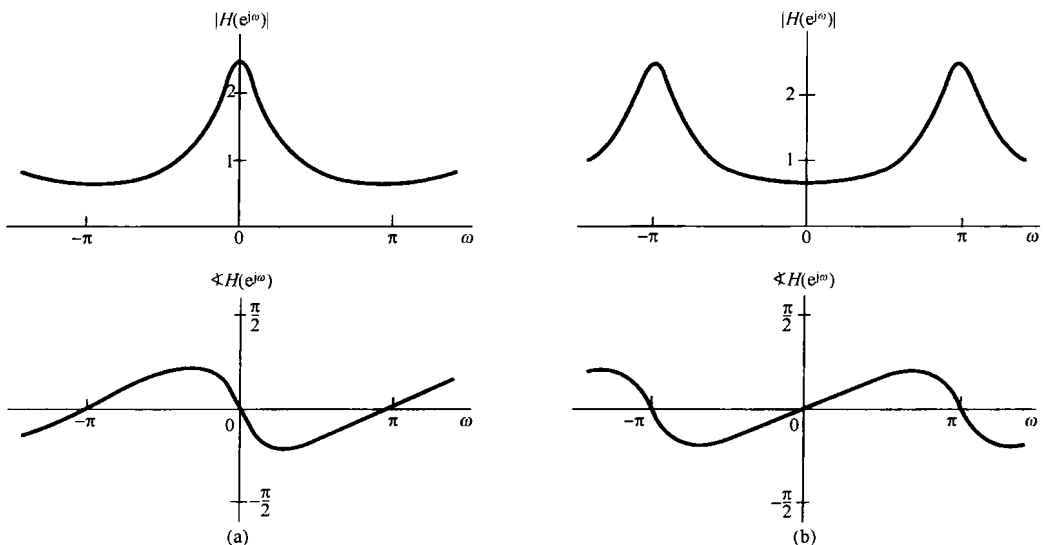 |H(e^jω)|
2
1
−π 0 π ω
∢H(e^jω)
π/2
−π 0 π ω
−π/2
(a)
|H(e^jω)|
2
1
−π 0 π ω
∢H(e^jω)
π/2
−π 0 π ω
−π/2
(b)